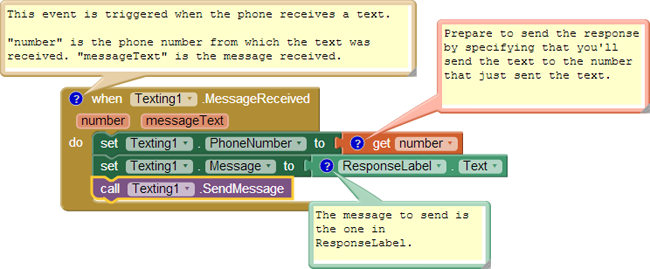 This event is triggered when the phone receives a text.
"number" is the phone number from which the text was
received. "messageText" is the message received.
Prepare to send the response
by specifying that you'll
send the text to the number
that just sent the text.
? when Texting1 .MessageReceived
number messageText
do set Texting1 . PhoneNumber to ? get number
set Texting1 . Message to ? ResponseLabel . Text
call Texting1 .SendMessage
The message to send is
the one in
ResponseLabel.